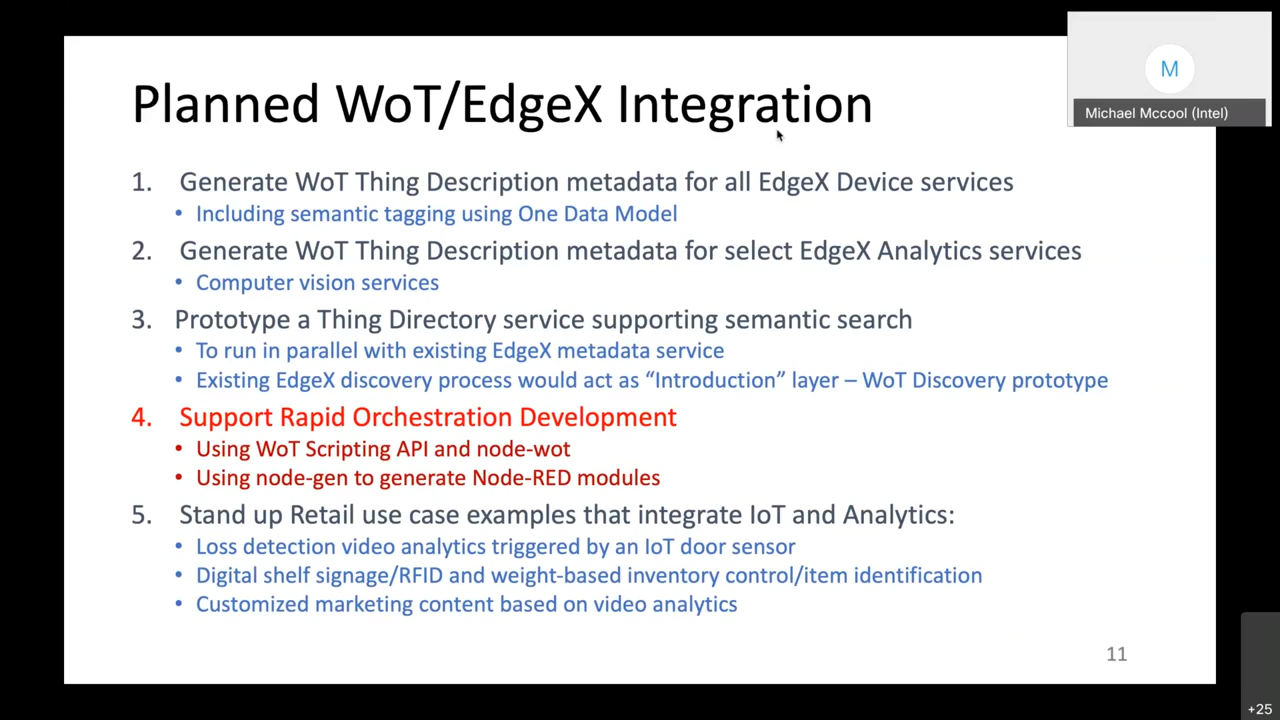 Planned WoT/EdgeX Integration
M
Michael Mccool (Intel)
1. Generate WoT Thing Description metadata for all EdgeX Device services
• Including semantic tagging using One Data Model
2. Generate WoT Thing Description metadata for select EdgeX Analytics services
• Computer vision services
3. Prototype a Thing Directory service supporting semantic search
• To run in parallel with existing EdgeX metadata service
• Existing EdgeX discovery process would act as “Introduction” layer – WoT Discovery prototype
4. Support Rapid Orchestration Development
• Using WoT Scripting API and node-wot
• Using node-gen to generate Node-RED modules
5. Stand up Retail use case examples that integrate IoT and Analytics:
• Loss detection video analytics triggered by an IoT door sensor
• Digital shelf signage/RFID and weight-based inventory control/item identification
• Customized marketing content based on video analytics
11
+25